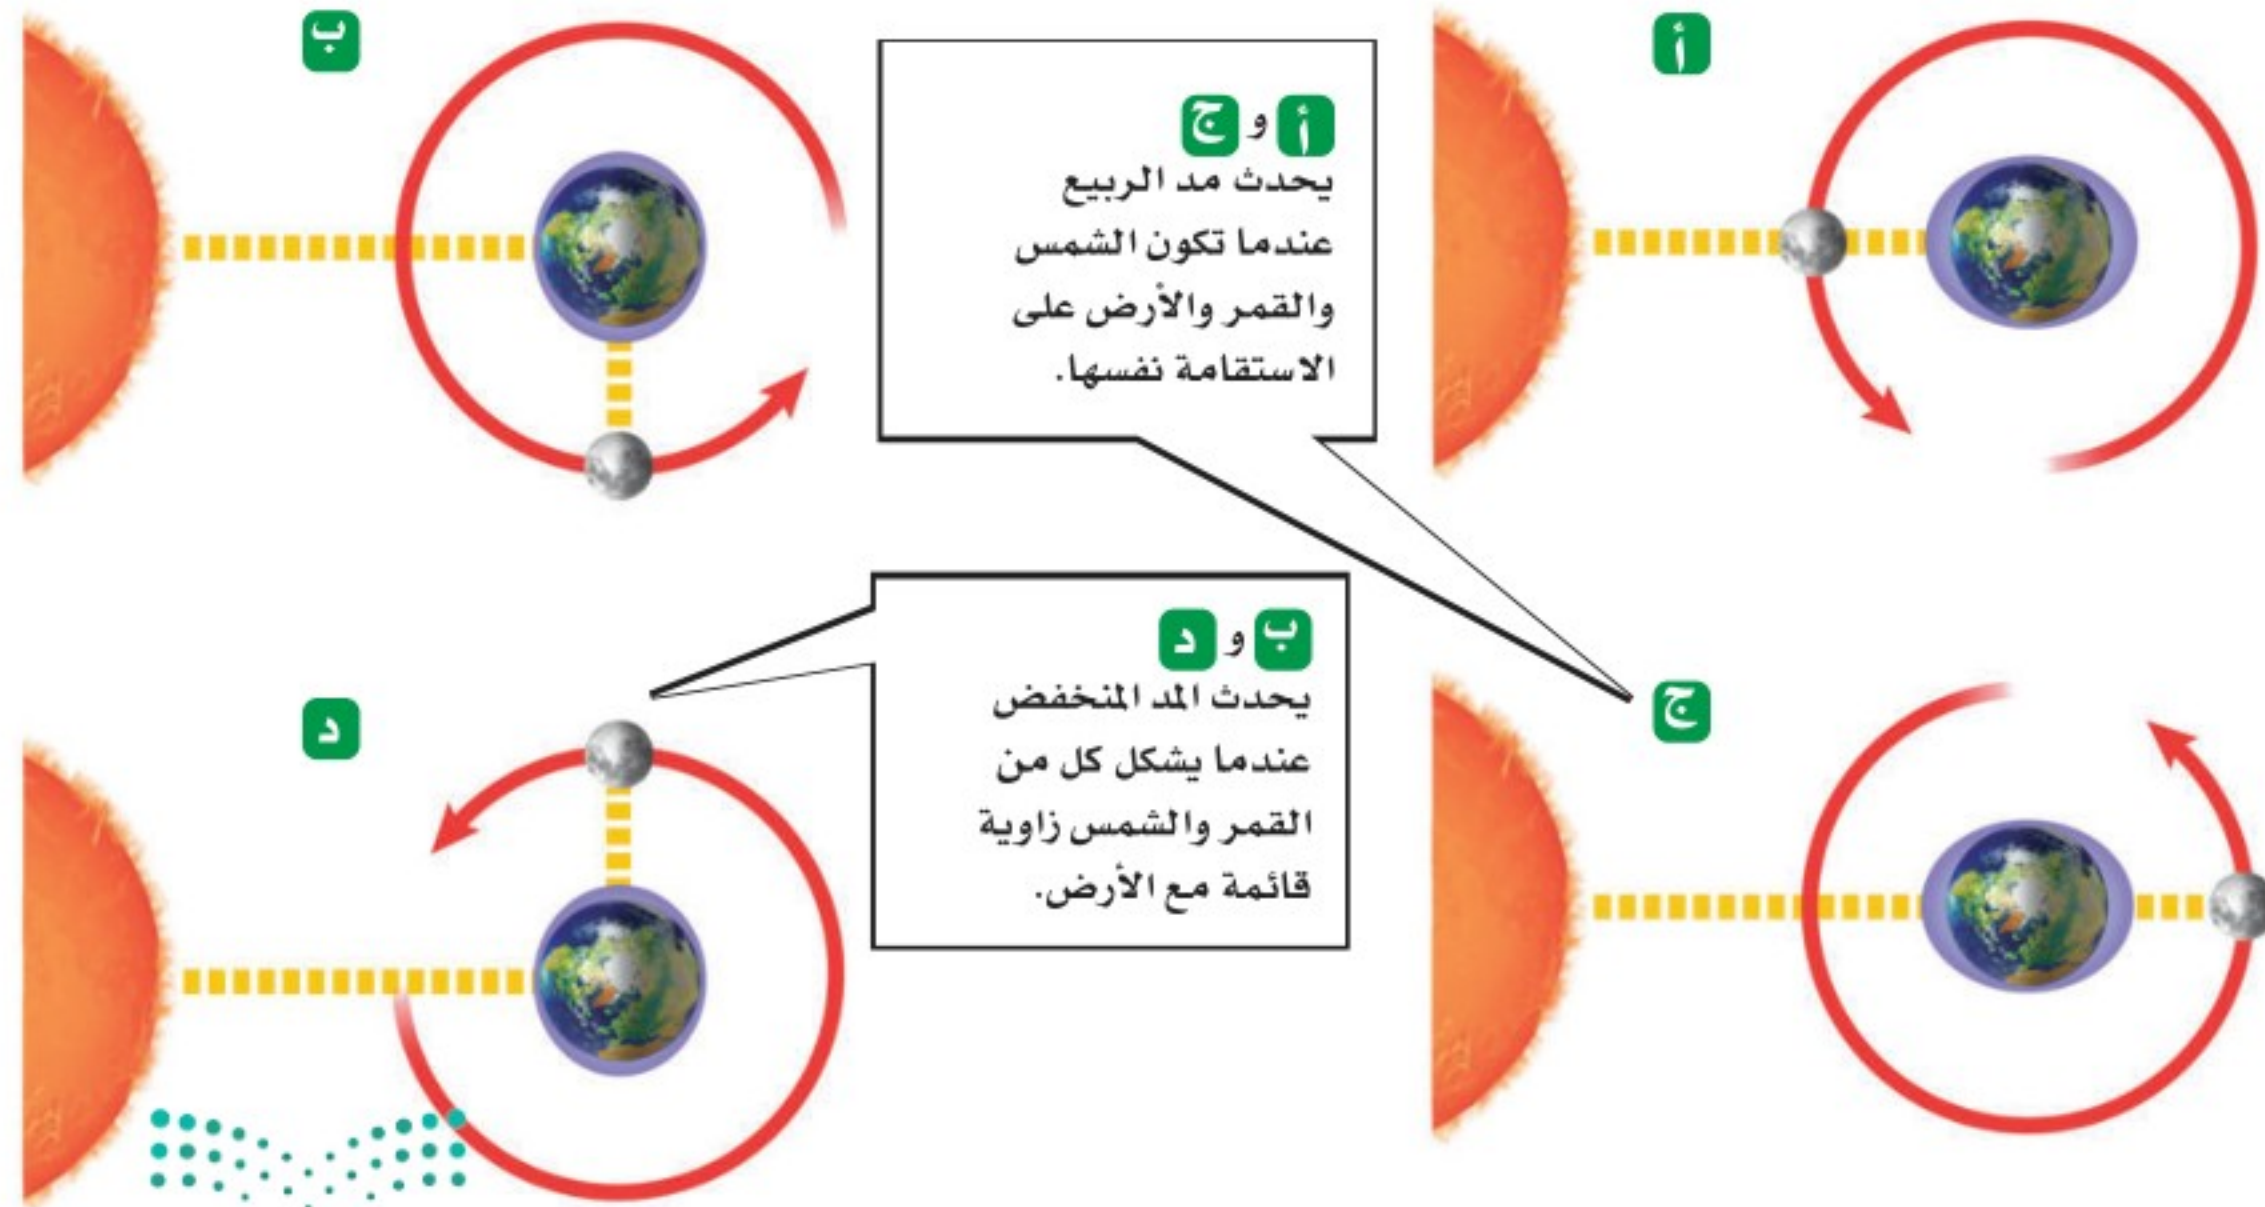 أ
ب
أ و ج
يحدث مد الربيع
عندما تكون الشمس
والقمر والأرض على
الاستقامة نفسها.
ج
د
ب و د
يحدث المد المنخفض
عندما يشكل كل من
القمر والشمس زاوية
قائمة مع الأرض.